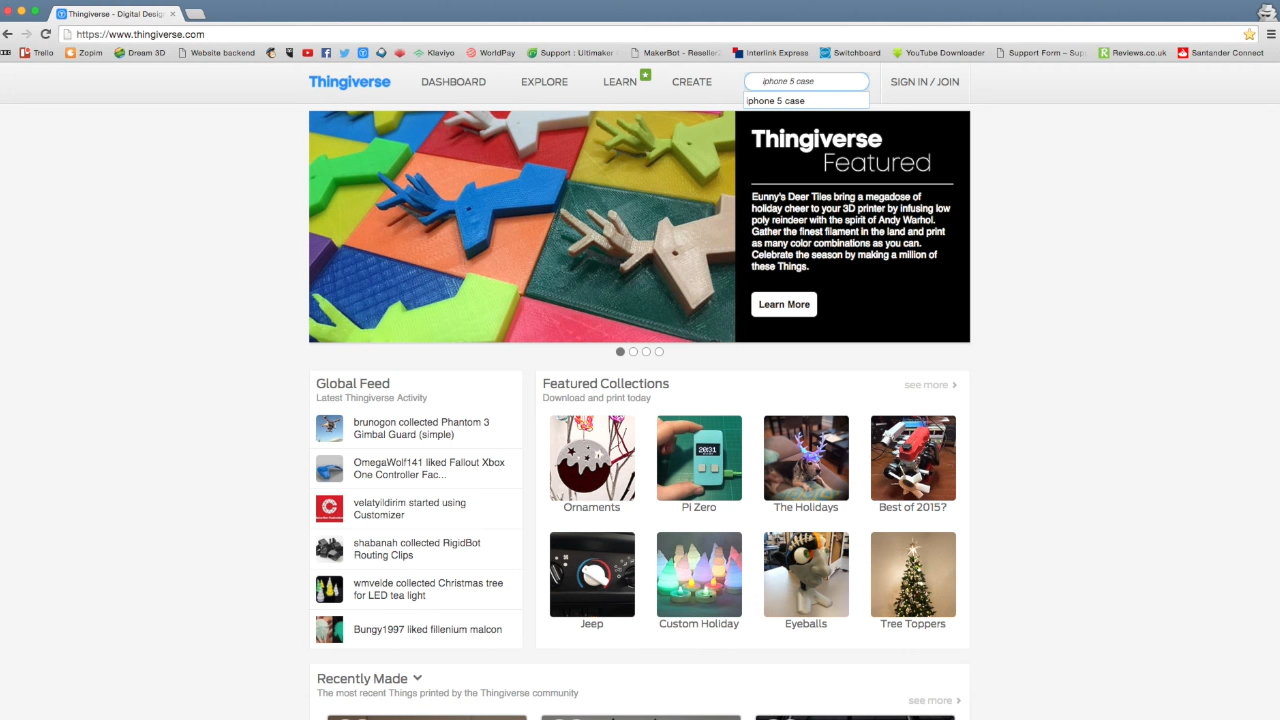 Thingiverse - Digital Desig
https://www.thingiverse.com
Trello
Zopim
Dream 3D
Website backend
Klaviyo
WorldPay
Support : Ultimaker
MakerBot - Reseller
Interlink Express
Switchboard
YouTube Downloader
Support Form – Sup
Reviews.co.uk
Santander Connect
Thingiverse
DASHBOARD
EXPLORE
LEARN
CREATE
iphone 5 case
SIGN IN / JOIN
iphone 5 case
Thingiverse
Featured
Eunny's Deer Tiles bring a megadose of
holiday cheer to your 3D printer by infusing low
poly reindeer with the spirit of Andy Warhol.
Gather the finest filament in the land and print
as many color combinations as you can.
Celebrate the season by making a million of
these Things.
Learn More
Global Feed
Latest Thingiverse Activity
brunogon collected Phantom 3
Gimbal Guard (simple)
OmegaWolf141 liked Fallout Xbox
One Controller Fac...
velatyildirim started using
Customizer
shabanah collected RigidBot
Routing Clips
wmvelde collected Christmas tree
for LED tea light
Bungy1997 liked fillenium malcon
Featured Collections
see more
Download and print today
20:31
Ornaments
Pi Zero
The Holidays
Best of 2015?
Jeep
Custom Holiday
Eyeballs
Tree Toppers
Recently Made
The most recent Things printed by the Thingiverse community
see more